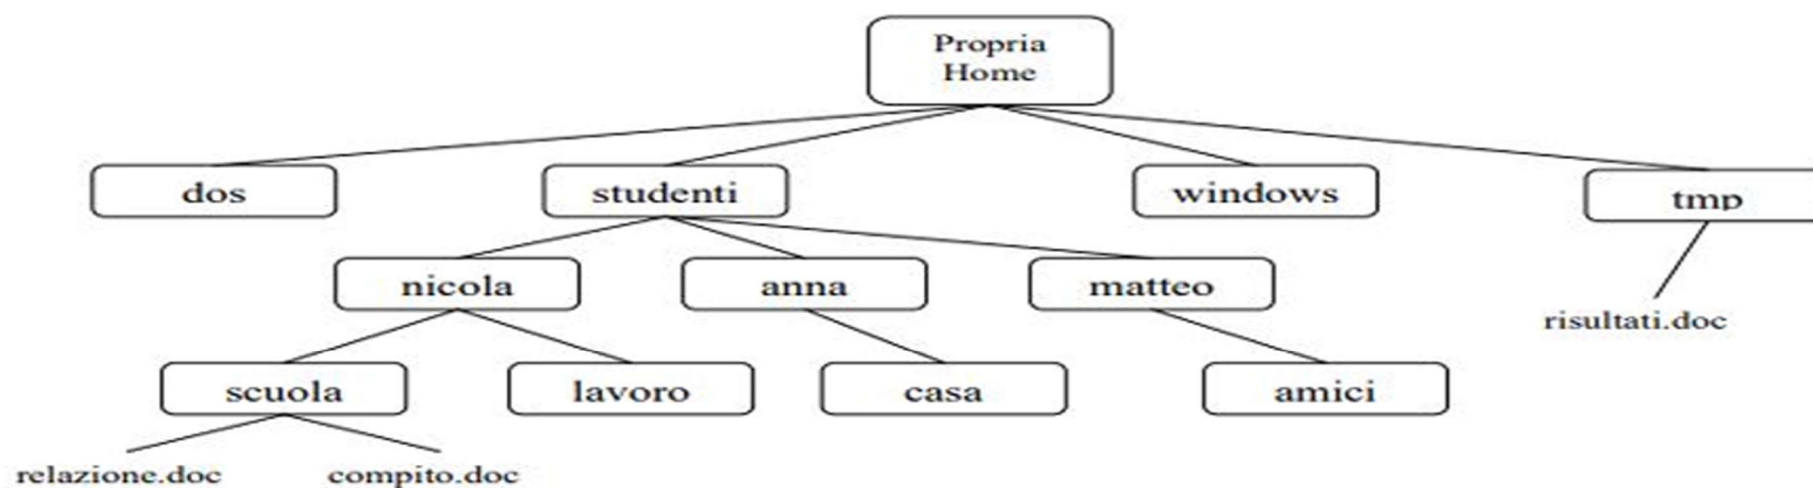 Propria
Home
dos
studenti
windows
tmp
nicola
anna
matteo
risultati.doc
scuola
lavoro
casa
amici
relazione.doc
compito.doc